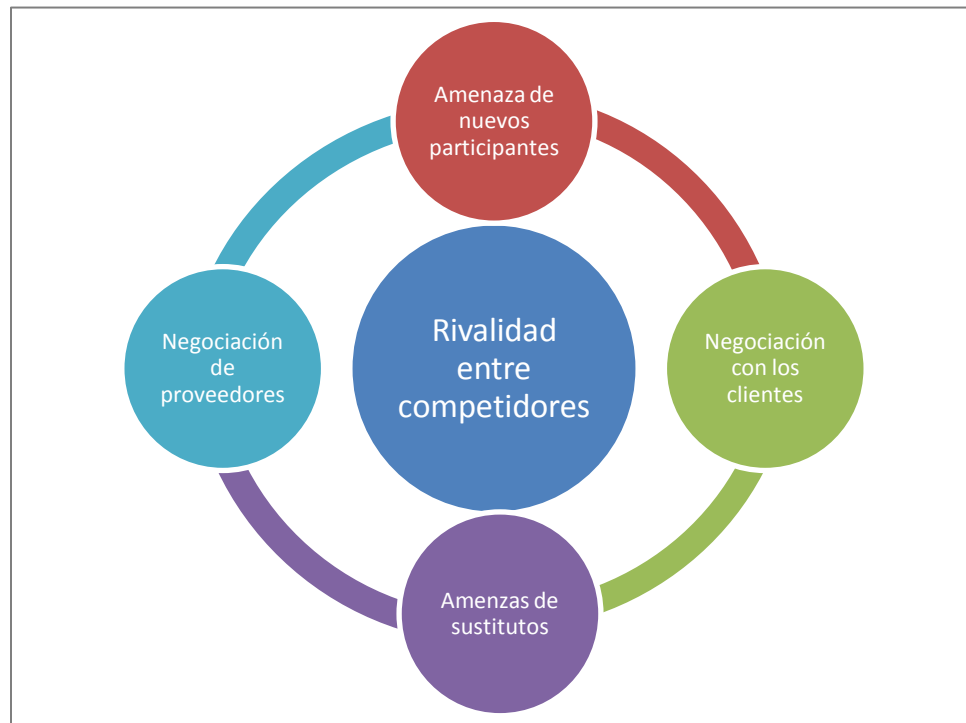 Amenaza de
nuevos
participantes
Rivalidad
entre
competidores
Negociación
de
proveedores
Negociación
con los
clientes
Amenzas de
sustitutos